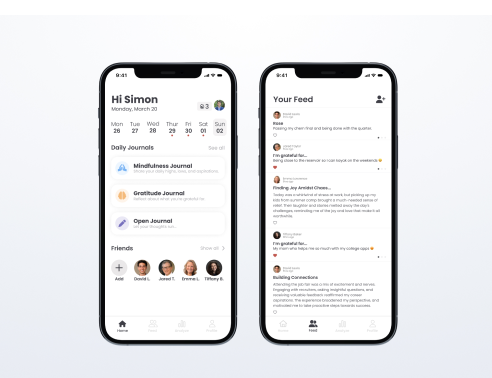 9:41
Hi Simon
Monday, March 20
3
Mon Tue Wed Thur Fri Sat Sun
26 27 28 29 30 01 02
Daily Journals
See all
Mindfulness Journal
Share your daily highs, lows, and aspirations.
Gratitude Journal
Reflect about what you're grateful for.
Open Journal
Let your thoughts run...
Friends
Show all >
Add David L. Jared T. Emma L. Tiffany B.
Home
Feed
Profile
9:41
Your Feed
Rose
Passing my chem final and being done with the quarter.
I'm grateful for...
Being close to the reservoir so I can kayak on the weekends
Finding Joy Amidst Chaos...
Today was a whirlwind of stress at work, but picking up my
kids from summer camp brought a much-needed sense of
relief. Their laughter and stories melted away the day's
challenges, reminding me of the joy and love that make it all
worthwhile.
I'm grateful for...
My mom who helps me so much with my college apps
Building Connections
Attending the job fair was a mix of excitement and nerves.
Engaging with recruiters, asking insightful questions, and
receiving valuable feedback reaffirmed my career
aspirations. The experience broadened my perspective, and
motivated me to take proactive steps towards success.
Home
Feed
Profile